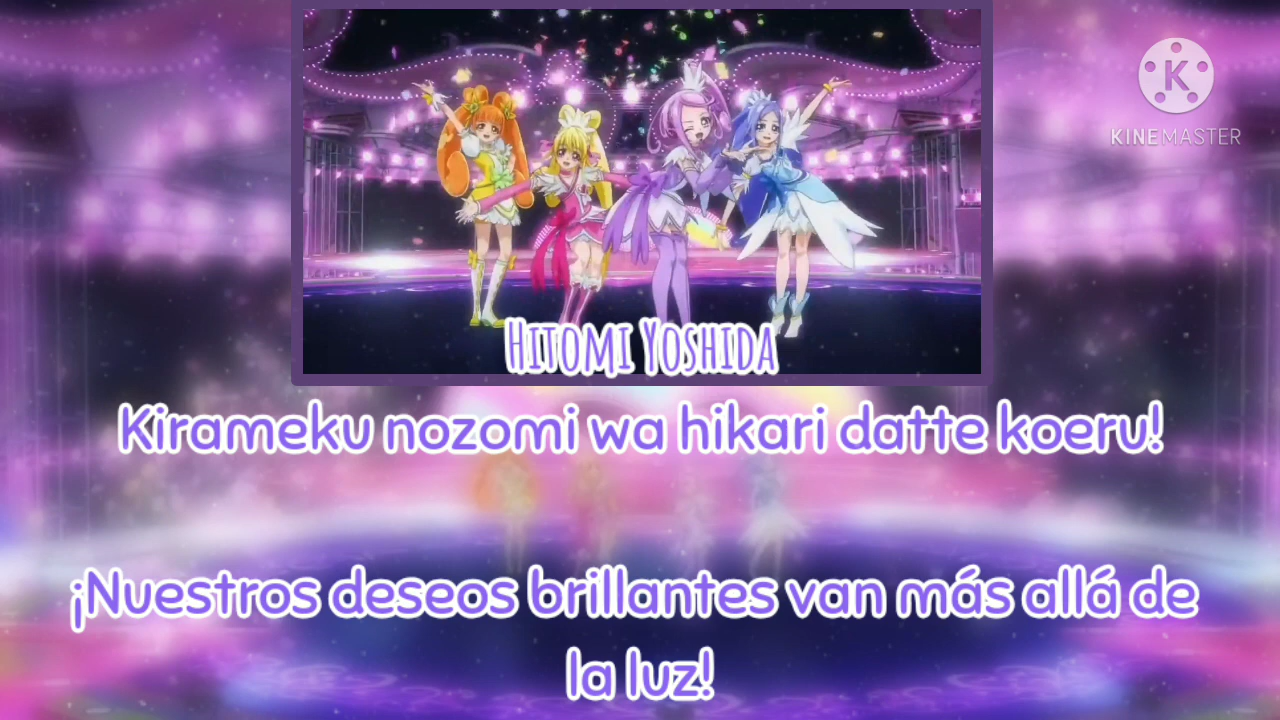 KINEMASTER
Hitomi Yoshida
Kirameku nozomi wa hikari datte koeru!
¡Nuestros deseos brillantes van más allá de
la luz!